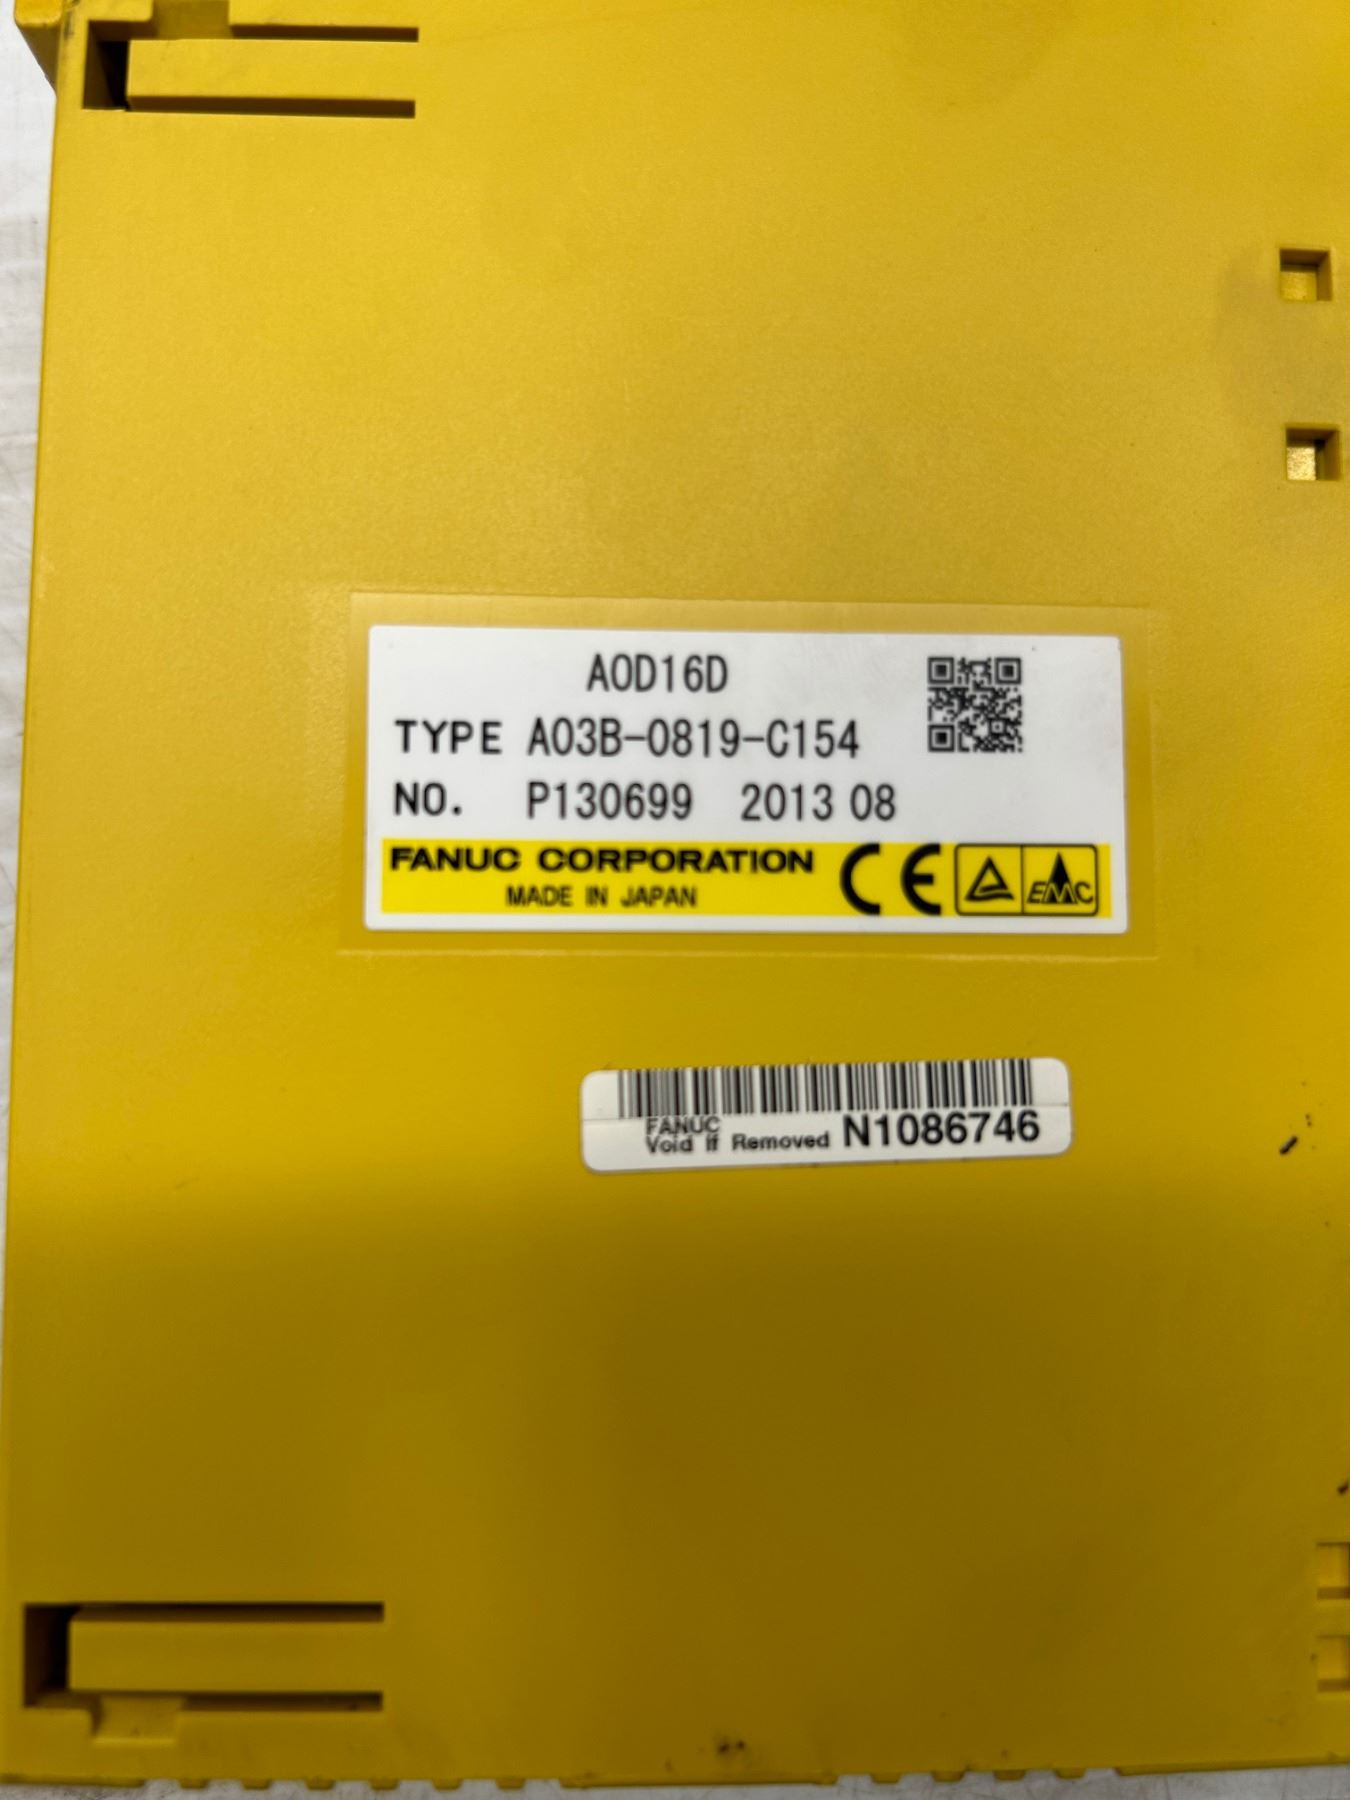 AOD16D
TYPE A03B-0819-C154
NO. P130699 2013 08
FANUC CORPORATION
MADE IN JAPAN
CE
EMC
FANUC
Void If Removed N1086746